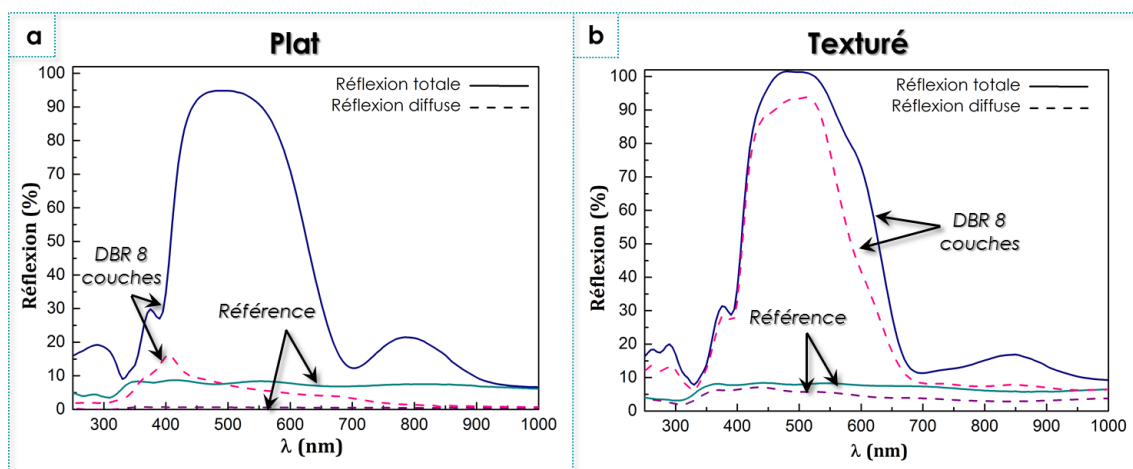 a
Plat
Réflexion totale
Réflexion diffuse
DBR 8
couches
Référence
Réflexion (%)
100
90
80
70
60
50
40
30
20
10
0
300
400
500
600
700
800
900
1000
λ (nm)
b
Texturé
Réflexion totale
Réflexion diffuse
DBR 8
couches
Référence
Réflexion (%)
100
90
80
70
60
50
40
30
20
10
0
300
400
500
600
700
800
900
1000
λ (nm)